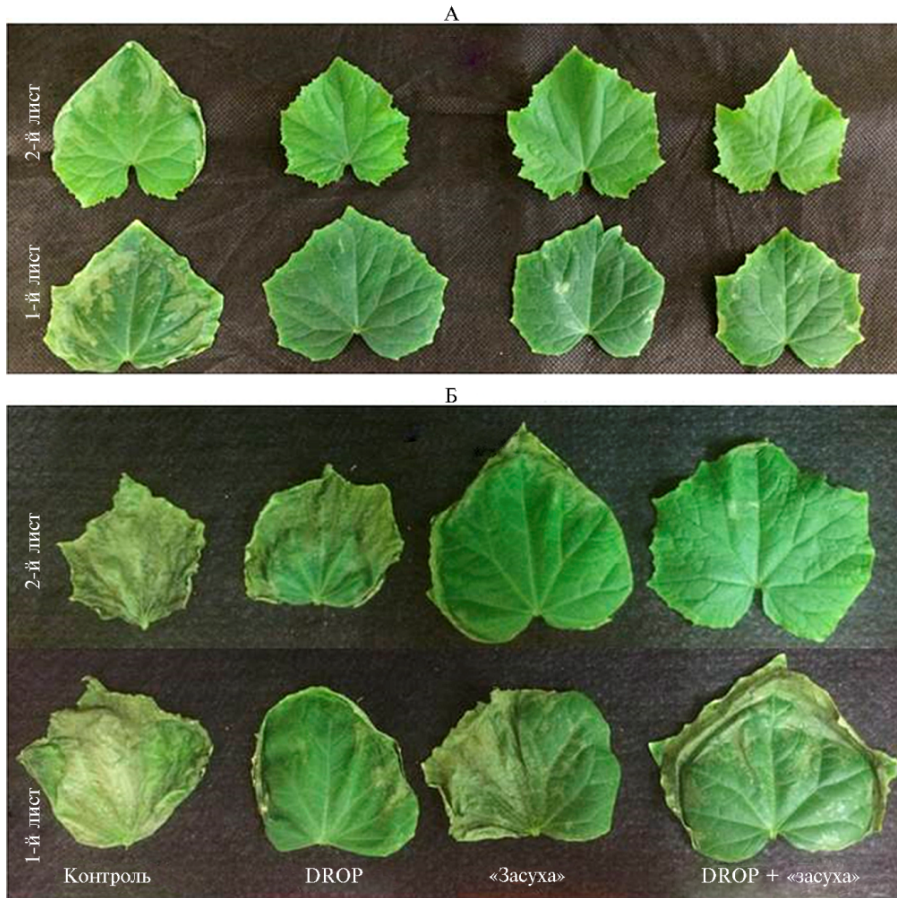 А
2-й лист
1-й лист
Б
2-й лист
1-й лист
Контроль
DROP
«Засуха»
DROP + «засуха»